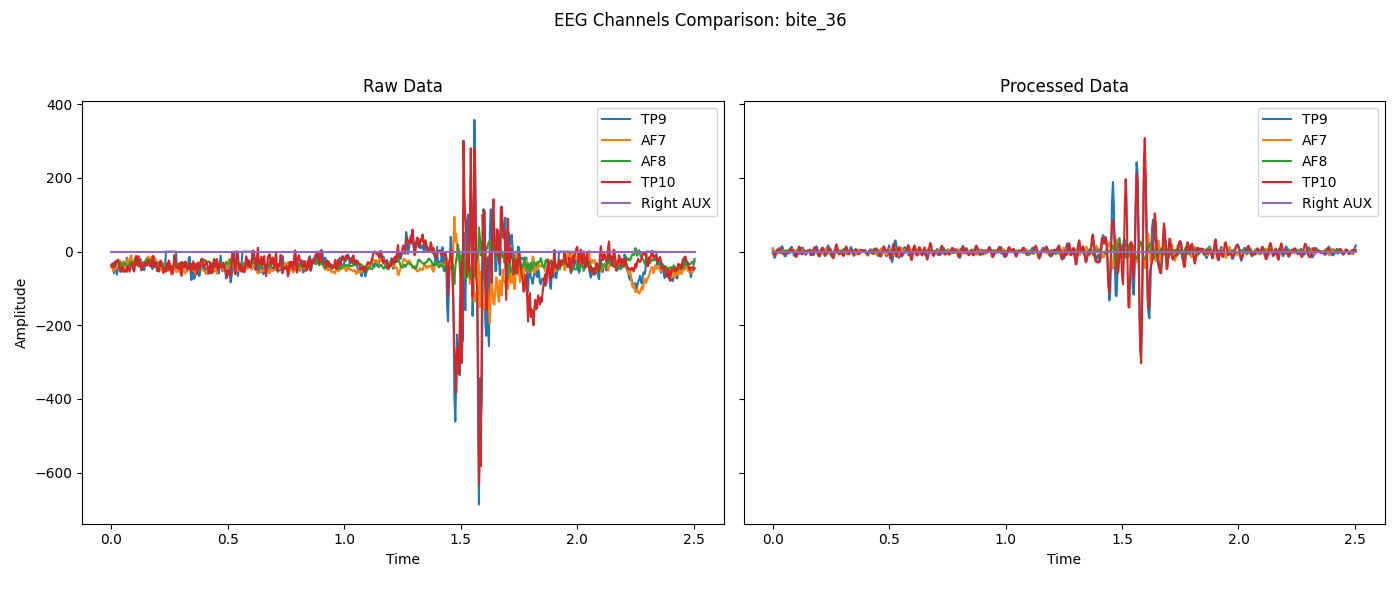 EEG Channels Comparison: bite_36
Raw Data
Processed Data
400
200
0
−200
−400
−600
Amplitude
TP9
AF7
AF8
TP10
Right AUX
TP9
AF7
AF8
TP10
Right AUX
0.0 0.5 1.0 1.5 2.0 2.5
0.0 0.5 1.0 1.5 2.0 2.5
Time
Time